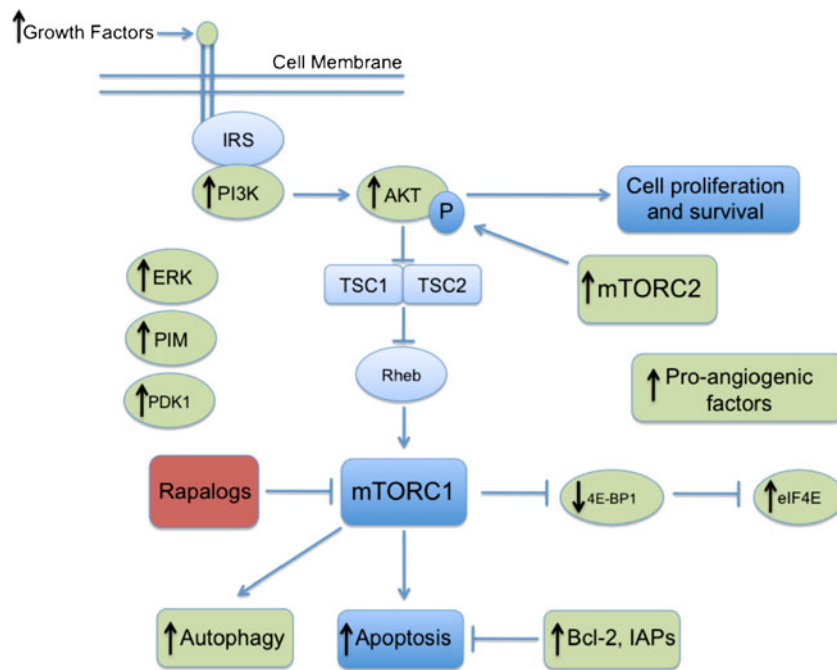 Growth Factors
Cell Membrane
IRS
PI3K
AKT
P
Cell proliferation
and survival
TSC1
TSC2
mTORC2
ERK
PIM
PDK1
Rheb
Pro-angiogenic
factors
Rapalogs
mTORC1
4E-BP1
eIF4E
Autophagy
Apoptosis
Bcl-2, IAPs